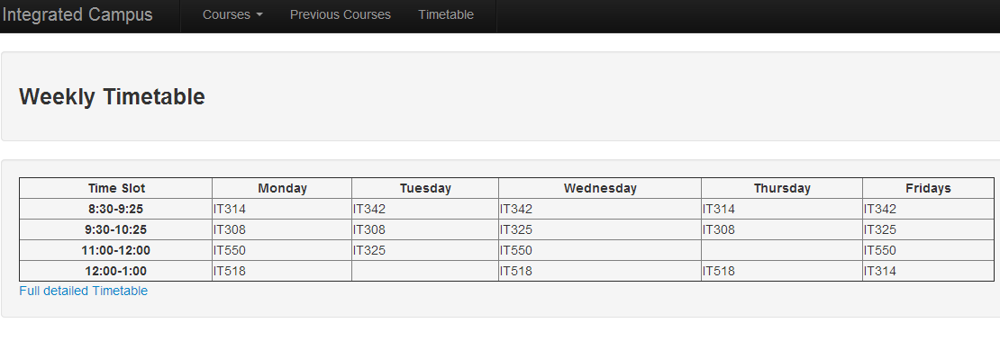 Integrated Campus Courses Previous Courses Timetable
Weekly Timetable
Time Slot Monday Tuesday Wednesday Thursday Fridays
8:30-9:25 IT314 IT342 IT342 IT314 IT342
9:30-10:25 IT308 IT308 IT325 IT308 IT325
11:00-12:00 IT550 IT325 IT550 IT550
12:00-1:00 IT518 IT518 IT518 IT314
Full detailed Timetable